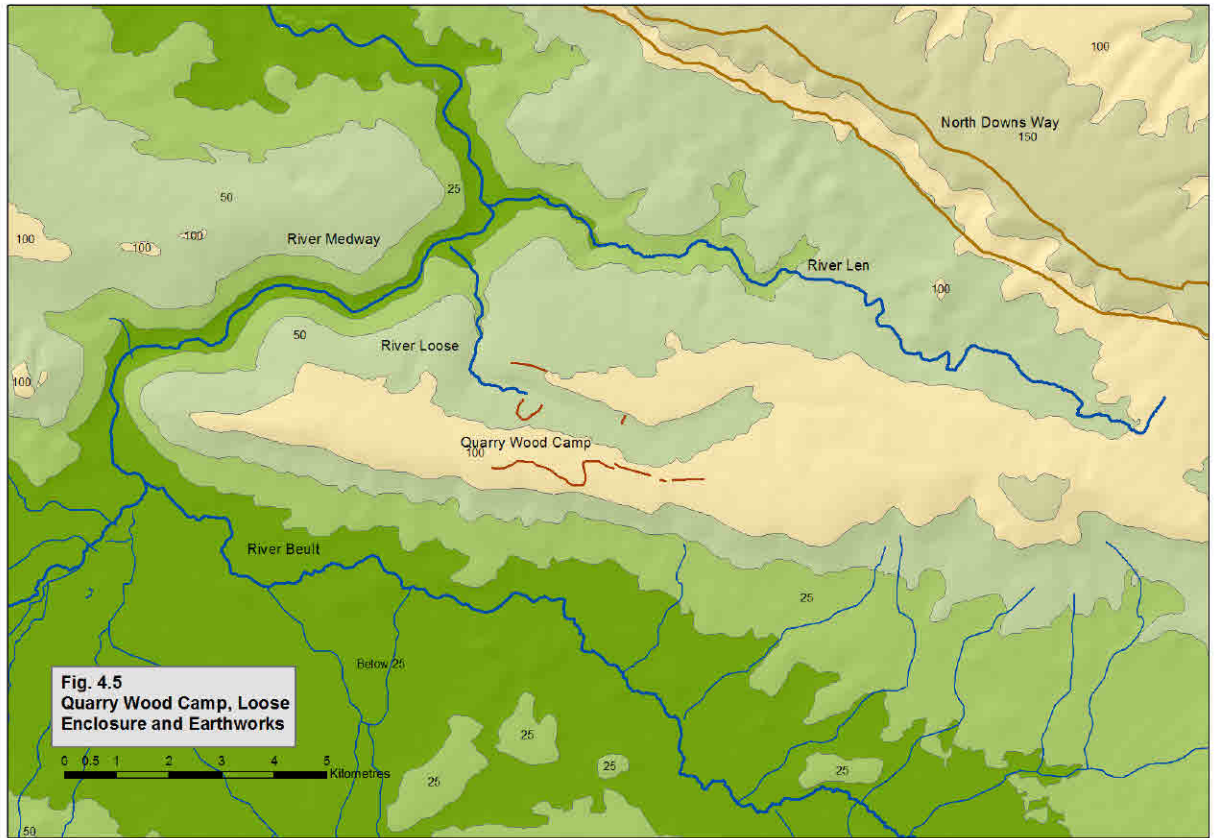 100
North Downs Way
150
25
50
100
100
100
River Medway
River Len
100
50
River Loose
100
Quarry Wood Camp
100
River Beult
25
Below 25
Fig. 4.5
Quarry Wood Camp, Loose
Enclosure and Earthworks
0 0.5 1 2 3 4 5
Kilometres
25
25
25
25
50